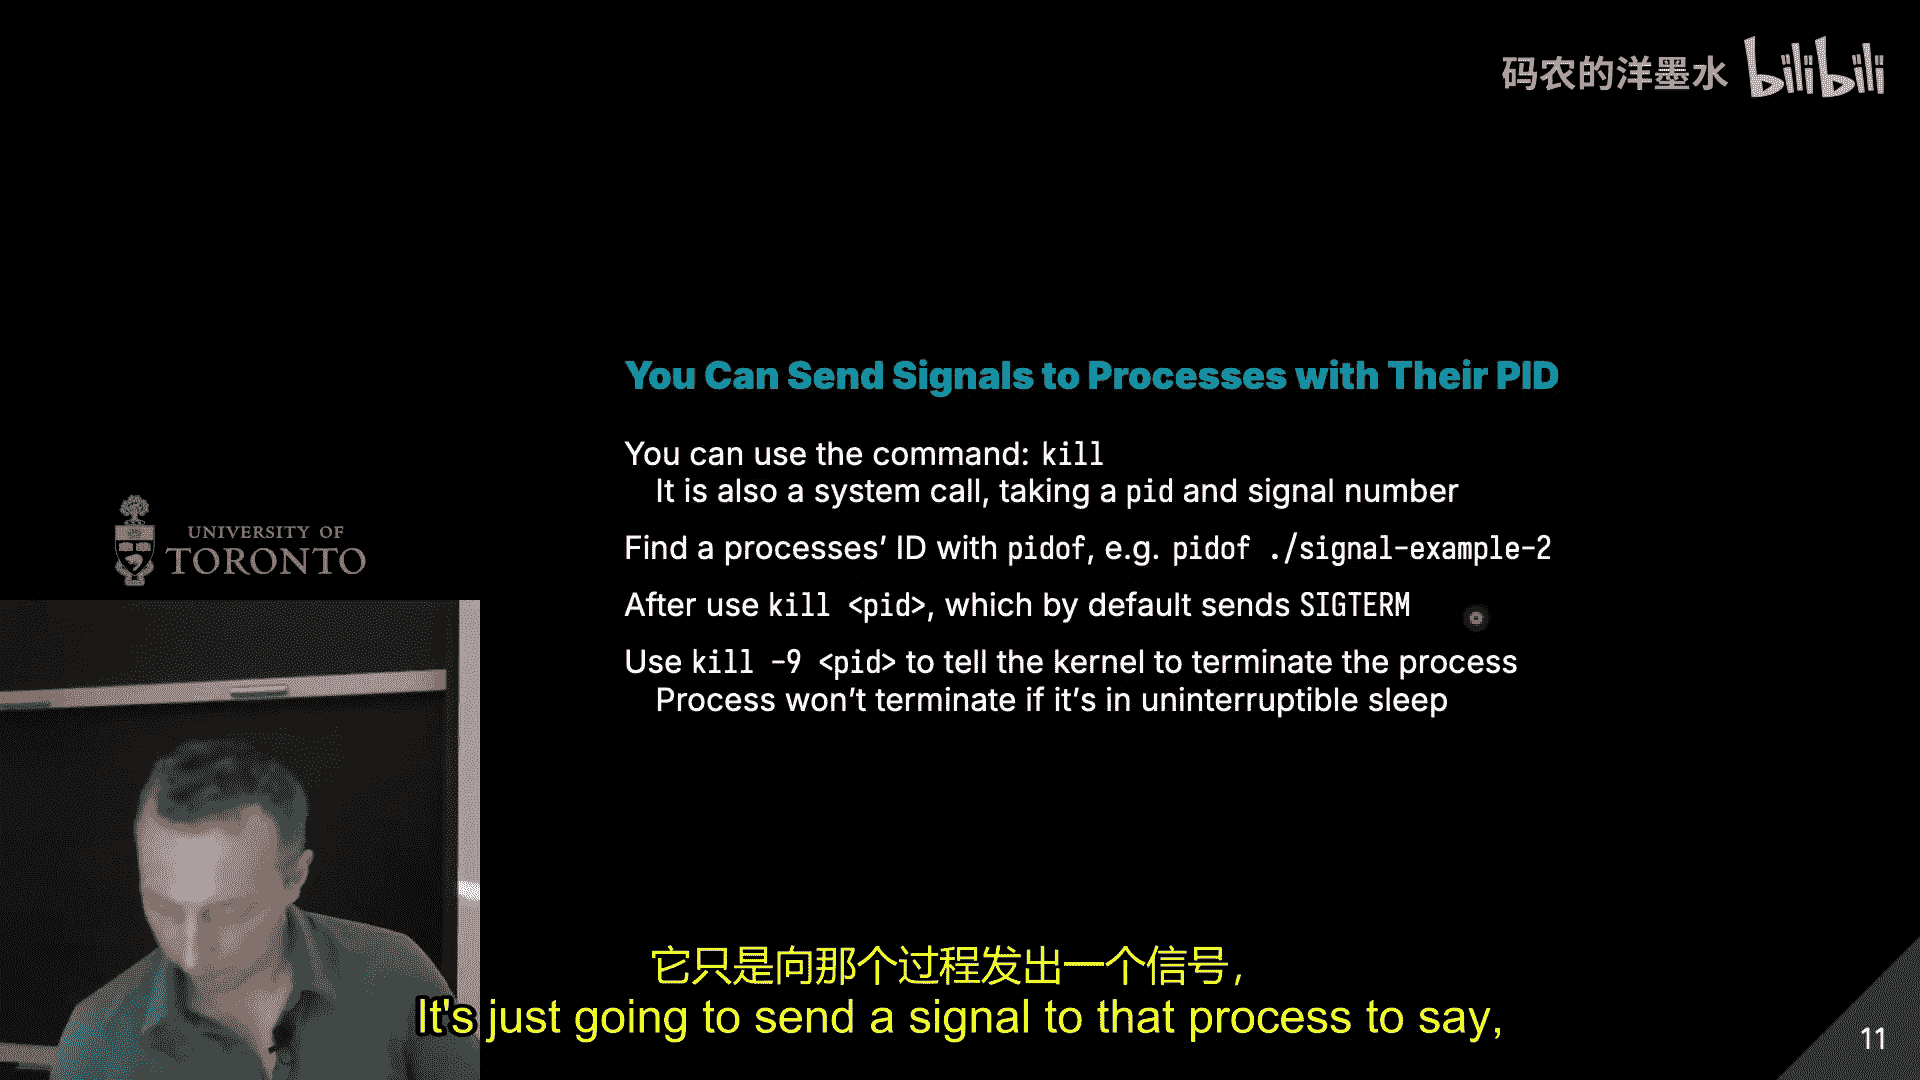 码农的洋墨水 bilibili
You Can Send Signals to Processes with Their PID
You can use the command: kill
It is also a system call, taking a pid and signal number
Find a processes’ ID with pidof, e.g. pidof ./signal-example-2
After use kill <pid>, which by default sends SIGTERM
Use kill -9 <pid> to tell the kernel to terminate the process
Process won’t terminate if it’s in uninterruptible sleep
UNIVERSITY OF
TORONTO
它只是向那个过程发出一个信号，
It's just going to send a signal to that process to say,
11